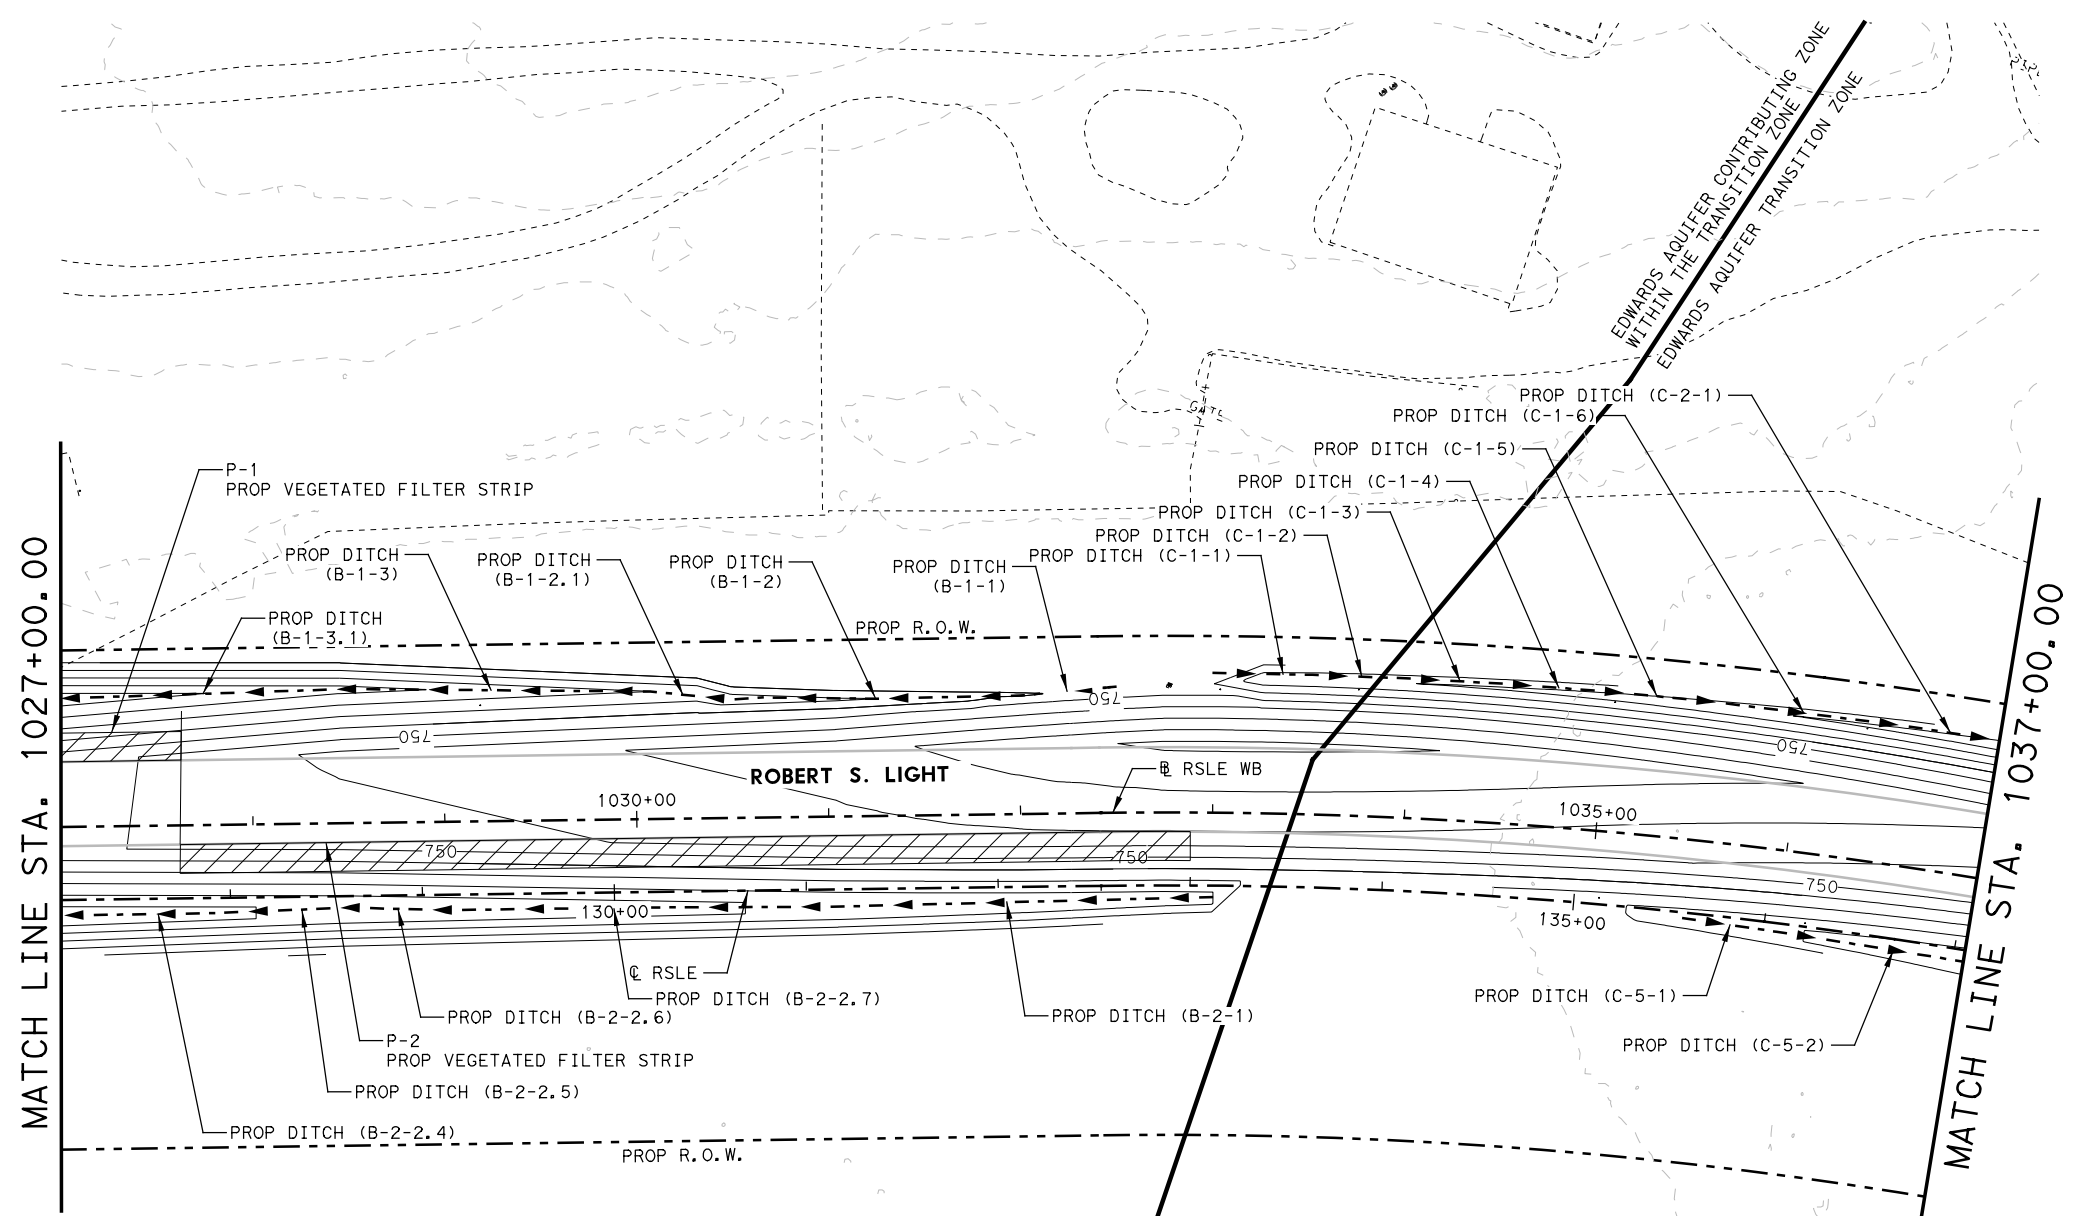 EDWARDS AQUIFER CONTRIBUTING ZONE
WITHIN THE TRANSITION ZONE
EDWARDS AQUIFER TRANSITION ZONE
GATE
PROP DITCH (C-2-1)
PROP DITCH (C-1-6)
PROP DITCH (C-1-5)
PROP DITCH (C-1-4)
PROP DITCH (C-1-3)
PROP DITCH (C-1-2)
PROP DITCH (C-1-1)
P-1
PROP VEGETATED FILTER STRIP
PROP DITCH
(B-1-3)
PROP DITCH
(B-1-2.1)
PROP DITCH
(B-1-2)
PROP DITCH
(B-1-1)
PROP DITCH
(B-1-3.1)
PROP R.O.W.
MATCH LINE STA. 1027+00.00
MATCH LINE STA. 1037+00.00
750
750
750
ROBERT S. LIGHT
BL RSLE WB
1030+00
1035+00
750
750
750
130+00
135+00
CL RSLE
PROP DITCH (B-2-2.7)
PROP DITCH (B-2-2.6)
PROP DITCH (B-2-1)
PROP DITCH (C-5-1)
P-2
PROP VEGETATED FILTER STRIP
PROP DITCH (C-5-2)
PROP DITCH (B-2-2.5)
PROP DITCH (B-2-2.4)
PROP R.O.W.